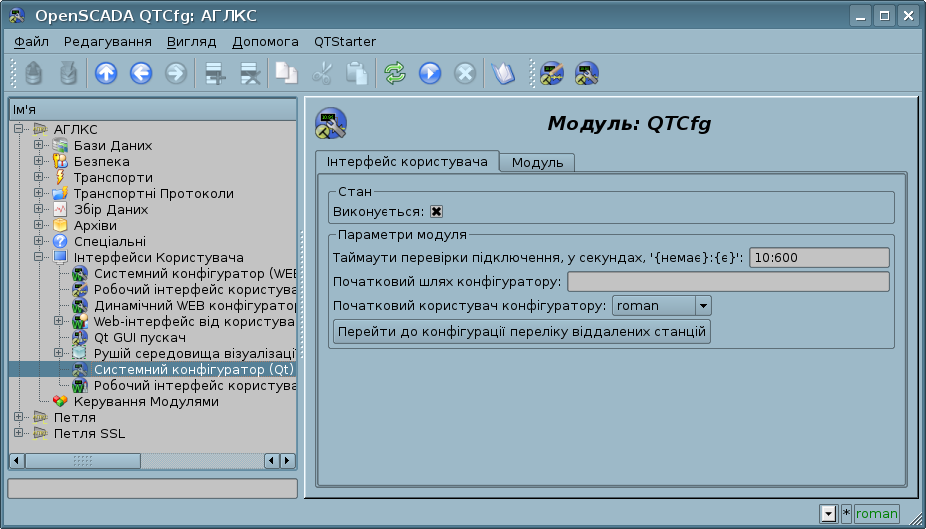 OpenSCADA QTCfg: АГЛКС
Файл Редагування Вигляд Допомога QTStarter
Ім'я
АГЛКС
Бази Даних
Безпека
Транспорти
Транспортні Протоколи
Збір Даних
Архіви
Спеціальні
Інтерфейси Користувача
Системний конфігуратор (WEB
Робочий інтерфейс користува
Динамічний WEB конфігуратор
Web-інтерфейс від користува
Qt GUI пускач
Рушій середовища візуалізації
Системний конфігуратор (Qt)
Робочий інтерфейс користува
Керування Модулями
Петля
Петля SSL
Модуль: QTCfg
Інтерфейс користувача Модуль
Стан
Виконується:
Параметри модуля
Таймаути перевірки підключення, у секундах, '{немає}:{є}': 10:600
Початковий шлях конфігуратору:
Початковий користувач конфігуратору: roman
Перейти до конфігурації переліку віддалених станцій
* roman